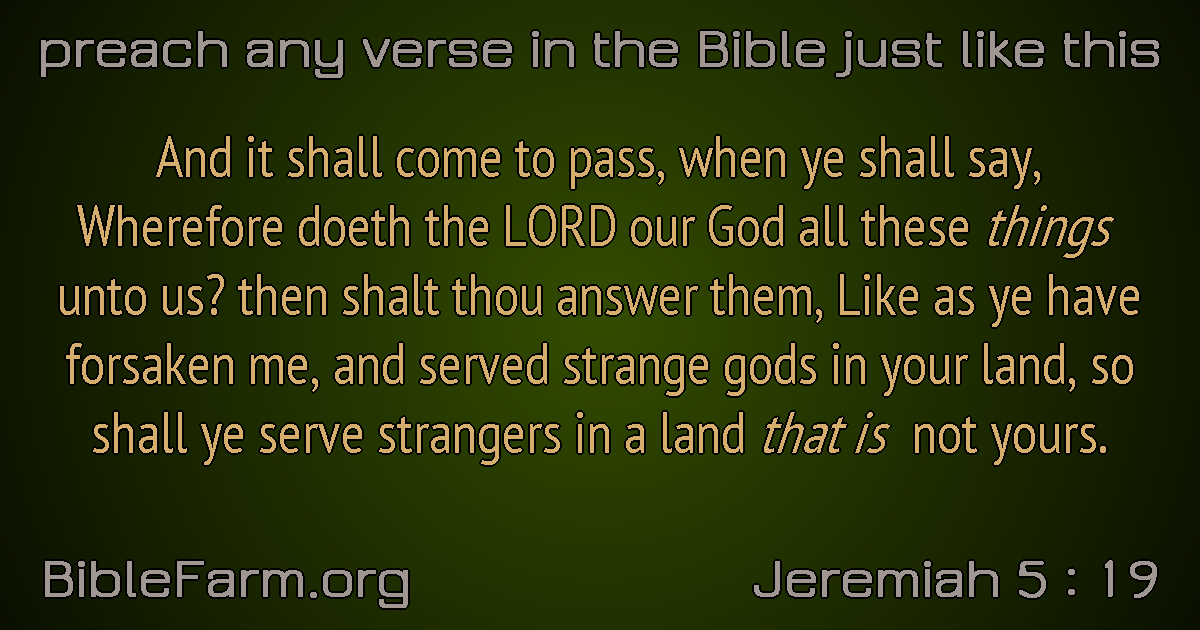 preach any verse in the Bible just like this
And it shall come to pass, when ye shall say,
Wherefore doeth the LORD our God all these things
unto us? then shalt thou answer them, Like as ye have
forsaken me, and served strange gods in your land, so
shall ye serve strangers in a land that is not yours.
BibleFarm.org
Jeremiah 5 : 19